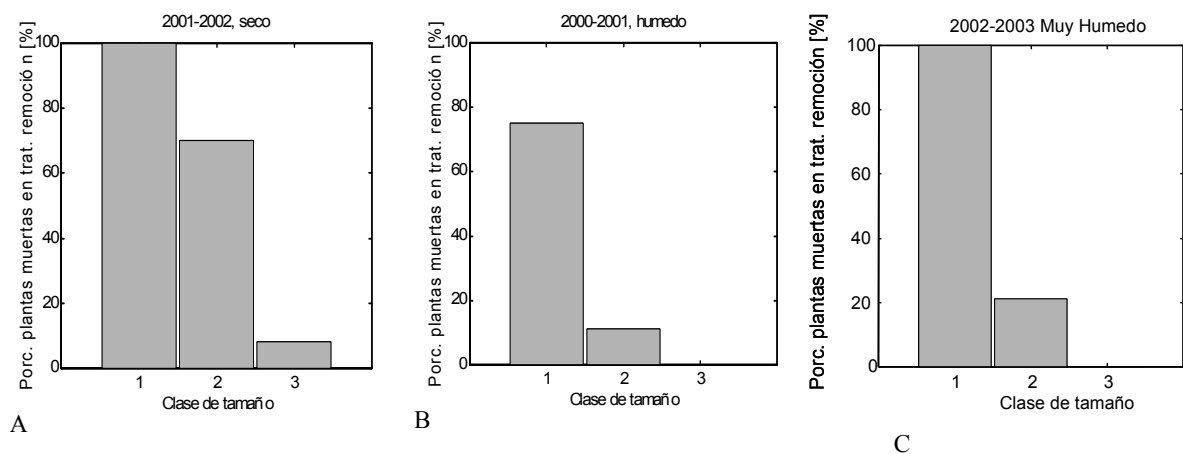 2001-2002, seco
Porc. plantas muertas en trat. remoció n [%]
100
80
60
40
20
0
1 2 3
Clase de tamaño
A
2000-2001, humedo
Porc. plantas muertas en trat. remoció n [%]
100
80
60
40
20
0
1 2 3
Clase de tamaño
B
2002-2003 Muy Humedo
Porc. plantas muertas en trat. remoción [%]
100
80
60
40
20
0
1 2 3
Clase de tamaño
C